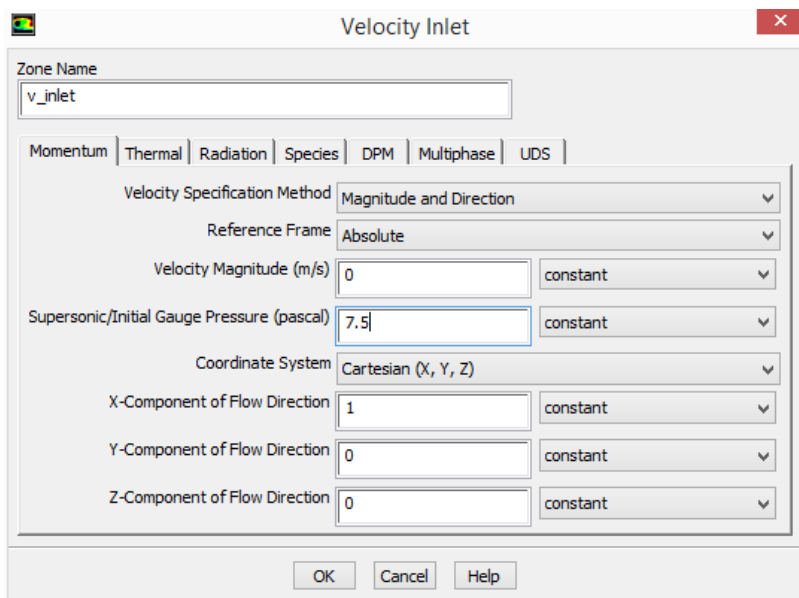 Velocity Inlet
Zone Name
v_inlet
Momentum Thermal Radiation Species DPM Multiphase UDS
Velocity Specification Method Magnitude and Direction
Reference Frame Absolute
Velocity Magnitude (m/s) 0 constant
Supersonic/Initial Gauge Pressure (pascal) 7.5 constant
Coordinate System Cartesian (X, Y, Z)
X-Component of Flow Direction 1 constant
Y-Component of Flow Direction 0 constant
Z-Component of Flow Direction 0 constant
OK Cancel Help